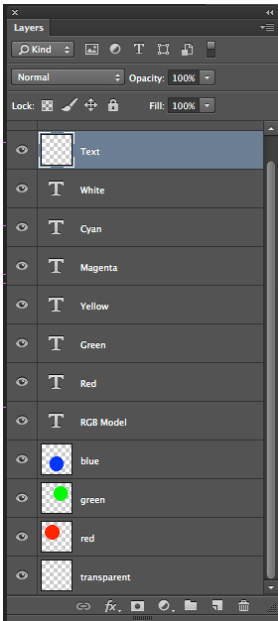 Layers
Kind T
Normal Opacity: 100%
Lock: Fill: 100%
Text
T White
T Cyan
T Magenta
T Yellow
T Green
T Red
T RGB Model
blue
green
red
transparent
fx.